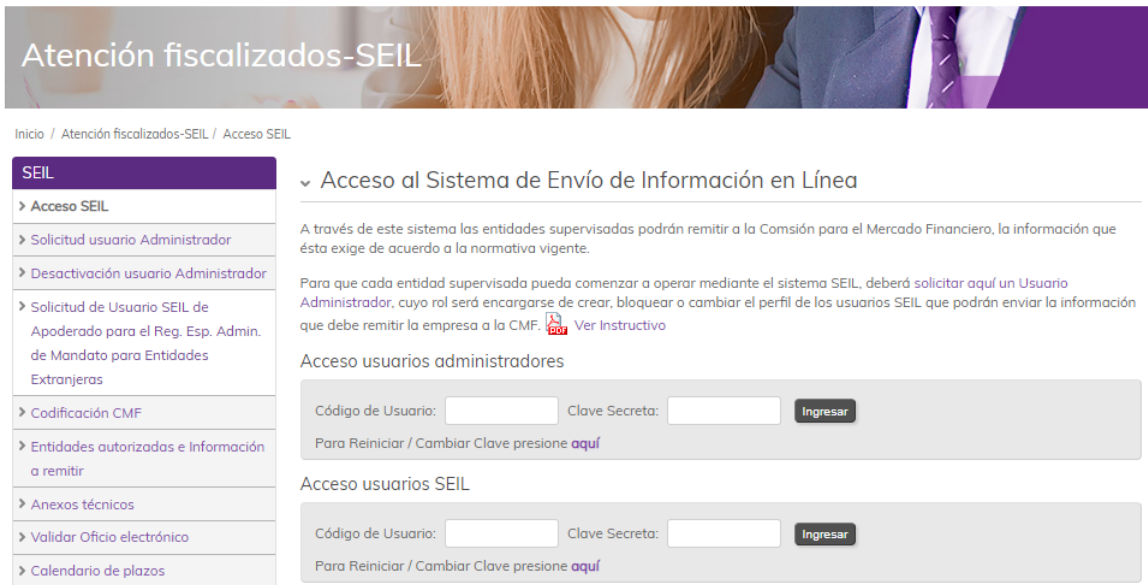 Atención fiscalizados-SEIL
Inicio / Atención fiscalizados-SEIL / Acceso SEIL
SEIL
> Acceso SEIL
> Solicitud usuario Administrador
> Desactivación usuario Administrador
> Solicitud de Usuario SEIL de
Apoderado para el Reg. Esp. Admin.
de Mandato para Entidades
Extranjeras
> Codificación CMF
> Entidades autorizadas e Información
a remitir
> Anexos técnicos
> Validar Oficio electrónico
> Calendario de plazos
Acceso al Sistema de Envío de Información en Línea
A través de este sistema las entidades supervisadas podrán remitir a la Comsión para el Mercado Financiero, la información que
ésta exige de acuerdo a la normativa vigente.
Para que cada entidad supervisada pueda comenzar a operar mediante el sistema SEIL, deberá solicitar aquí un Usuario
Administrador, cuyo rol será encargarse de crear, bloquear o cambiar el perfil de los usuarios SEIL que podrán enviar la información
que debe remitir la empresa a la CMF. PDF Ver Instructivo
Acceso usuarios administradores
Código de Usuario: Clave Secreta: Ingresar
Para Reiniciar / Cambiar Clave presione aquí
Acceso usuarios SEIL
Código de Usuario: Clave Secreta: Ingresar
Para Reiniciar / Cambiar Clave presione aquí